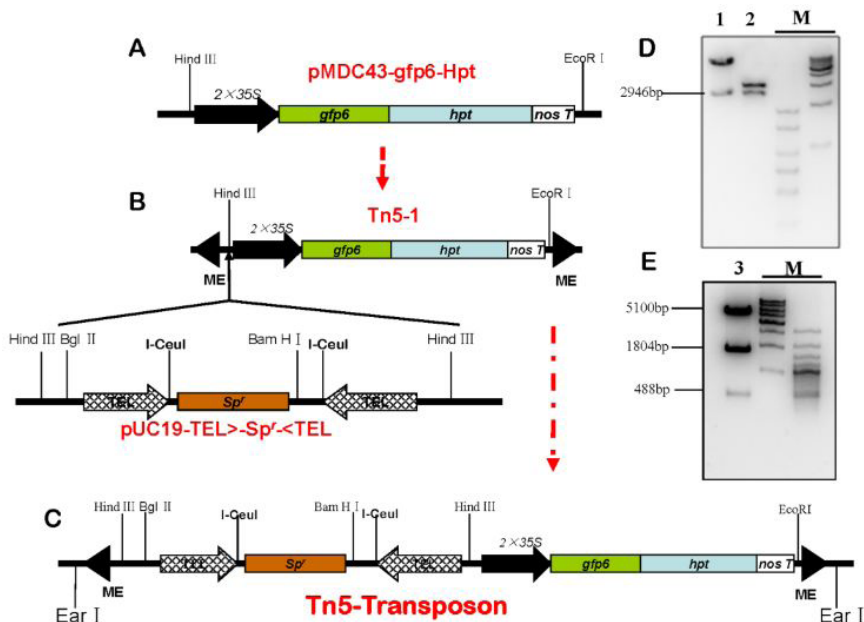 A
pMDC43-gfp6-Hpt
Hind III
EcoR I
2×35S
gfp6
hpt
nos T
B
Hind III
Tn5-1
EcoR I
2×35S
gfp6
hpt
nos T
ME
ME
Hind III
Bgl II
I-CeuI
Bam H I
I-CeuI
Hind III
TEL
Spr
TEL
pUC19-TEL>-Spr-<TEL
C
Hind III
Bgl II
I-CeuI
Bam H I
I-CeuI
Hind III
2×35S
EcoRI
Spr
gfp6
hpt
nos T
ME
ME
Ear I
Tn5-Transposon
Ear I
D
1 2 M
2946bp
E
3 M
5100bp
1804bp
488bp